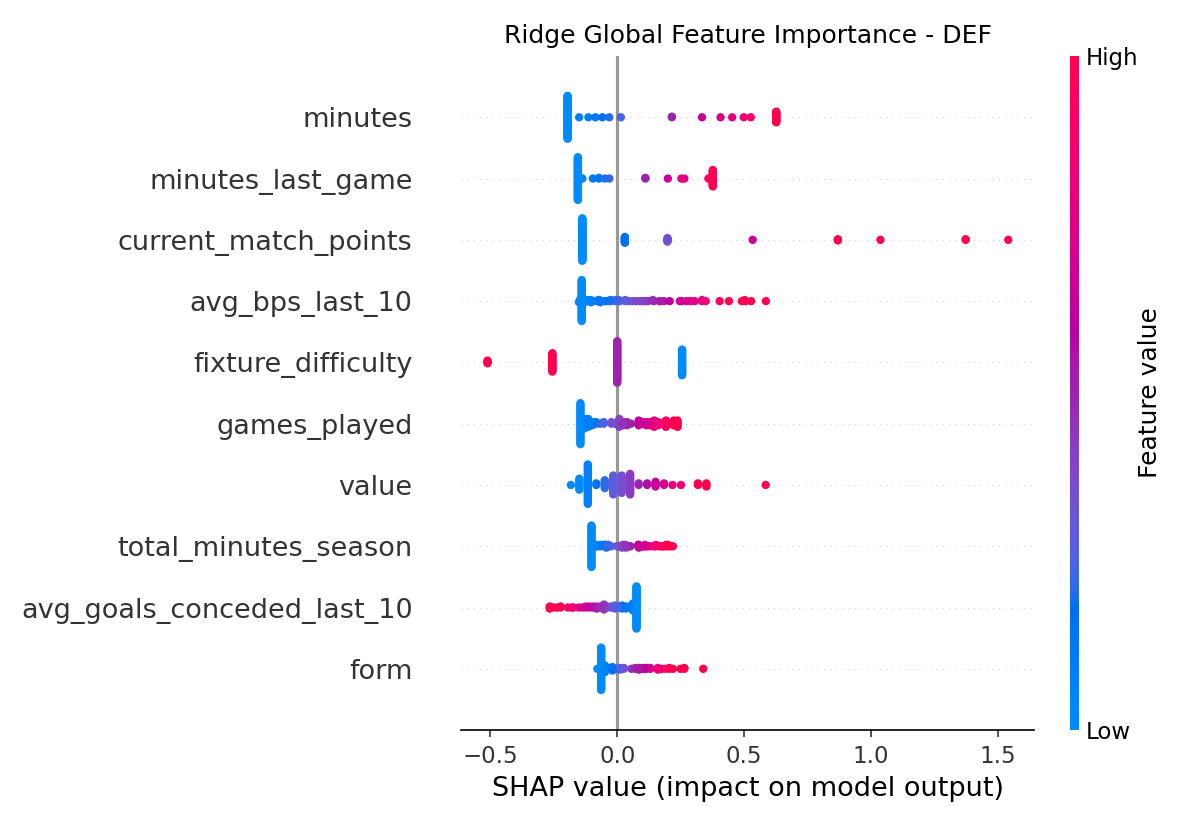 Ridge Global Feature Importance - DEF
High
minutes
minutes_last_game
current_match_points
avg_bps_last_10
fixture_difficulty
games_played
value
total_minutes_season
avg_goals_conceded_last_10
form
Feature value
Low
−0.5 0.0 0.5 1.0 1.5
SHAP value (impact on model output)